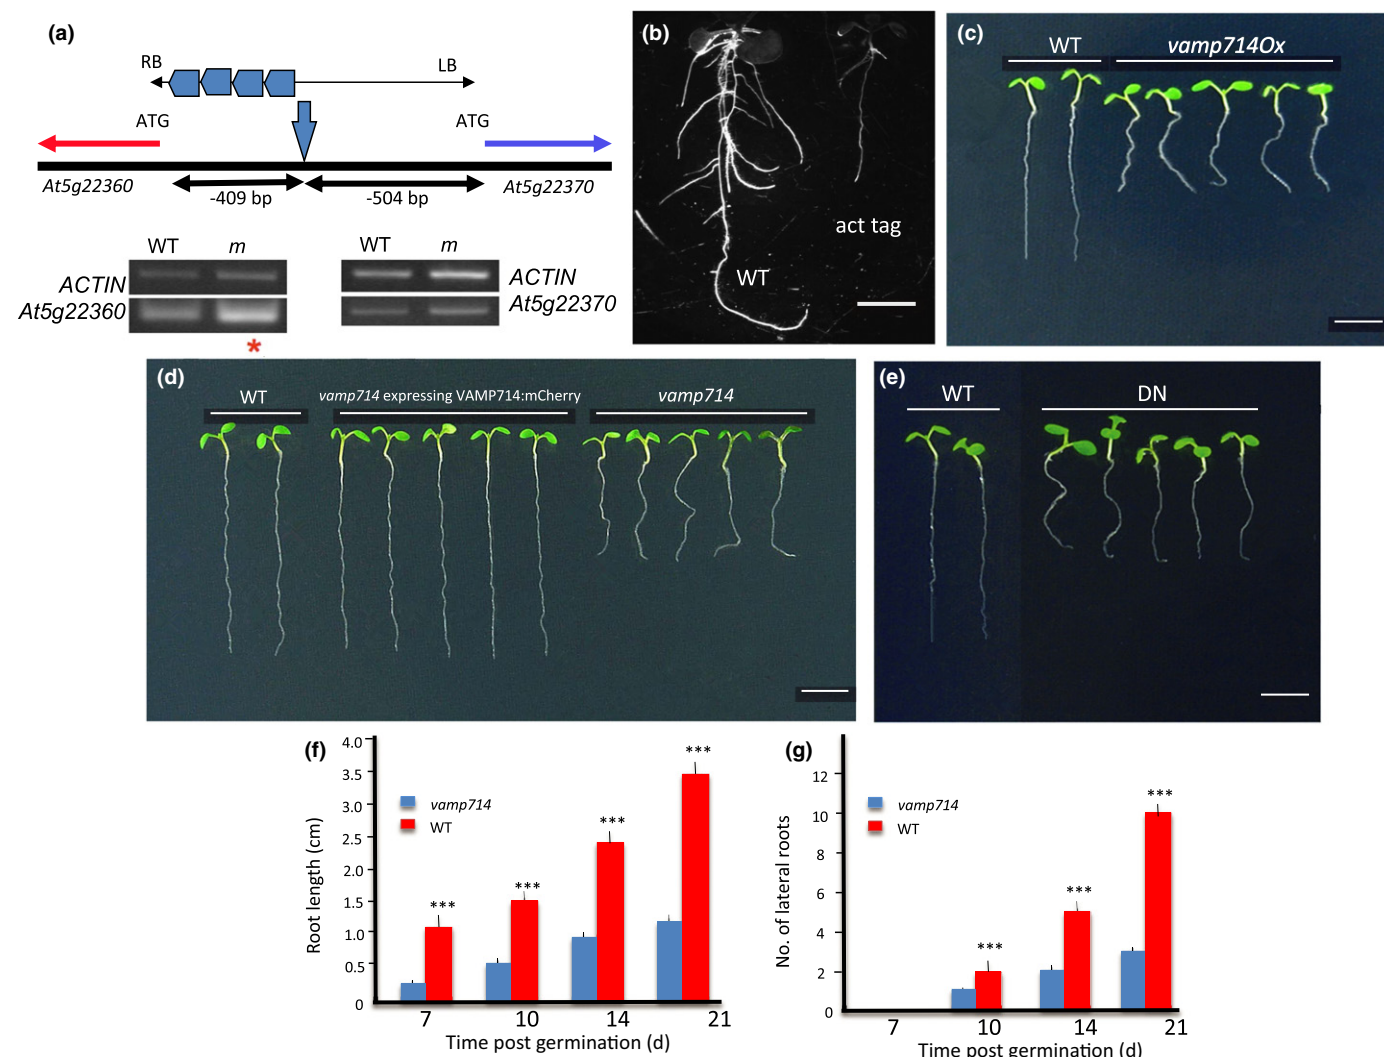 (a)
RB
LB
ATG
ATG
At5g22360
-409 bp
-504 bp
At5g22370
WT
m
ACTIN
At5g22360
*
WT
m
ACTIN
At5g22370
(b)
act tag
WT
(c)
WT
vamp714Ox
(d)
WT
vamp714 expressing VAMP714:mCherry
vamp714
(e)
WT
DN
(f)
4.0
3.5
3.0
2.5
2.0
1.5
1.0
0.5
0
Root length (cm)
vamp714
WT
***
***
***
***
7
10
14
21
Time post germination (d)
(g)
12
10
8
6
4
2
0
No. of lateral roots
vamp714
WT
***
***
***
7
10
14
21
Time post germination (d)